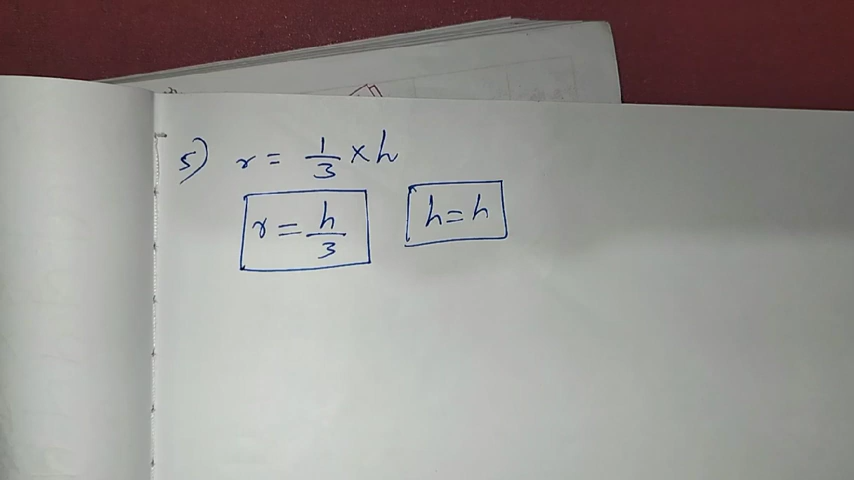 5) r = 1/3 × h
r = h/3 h = h